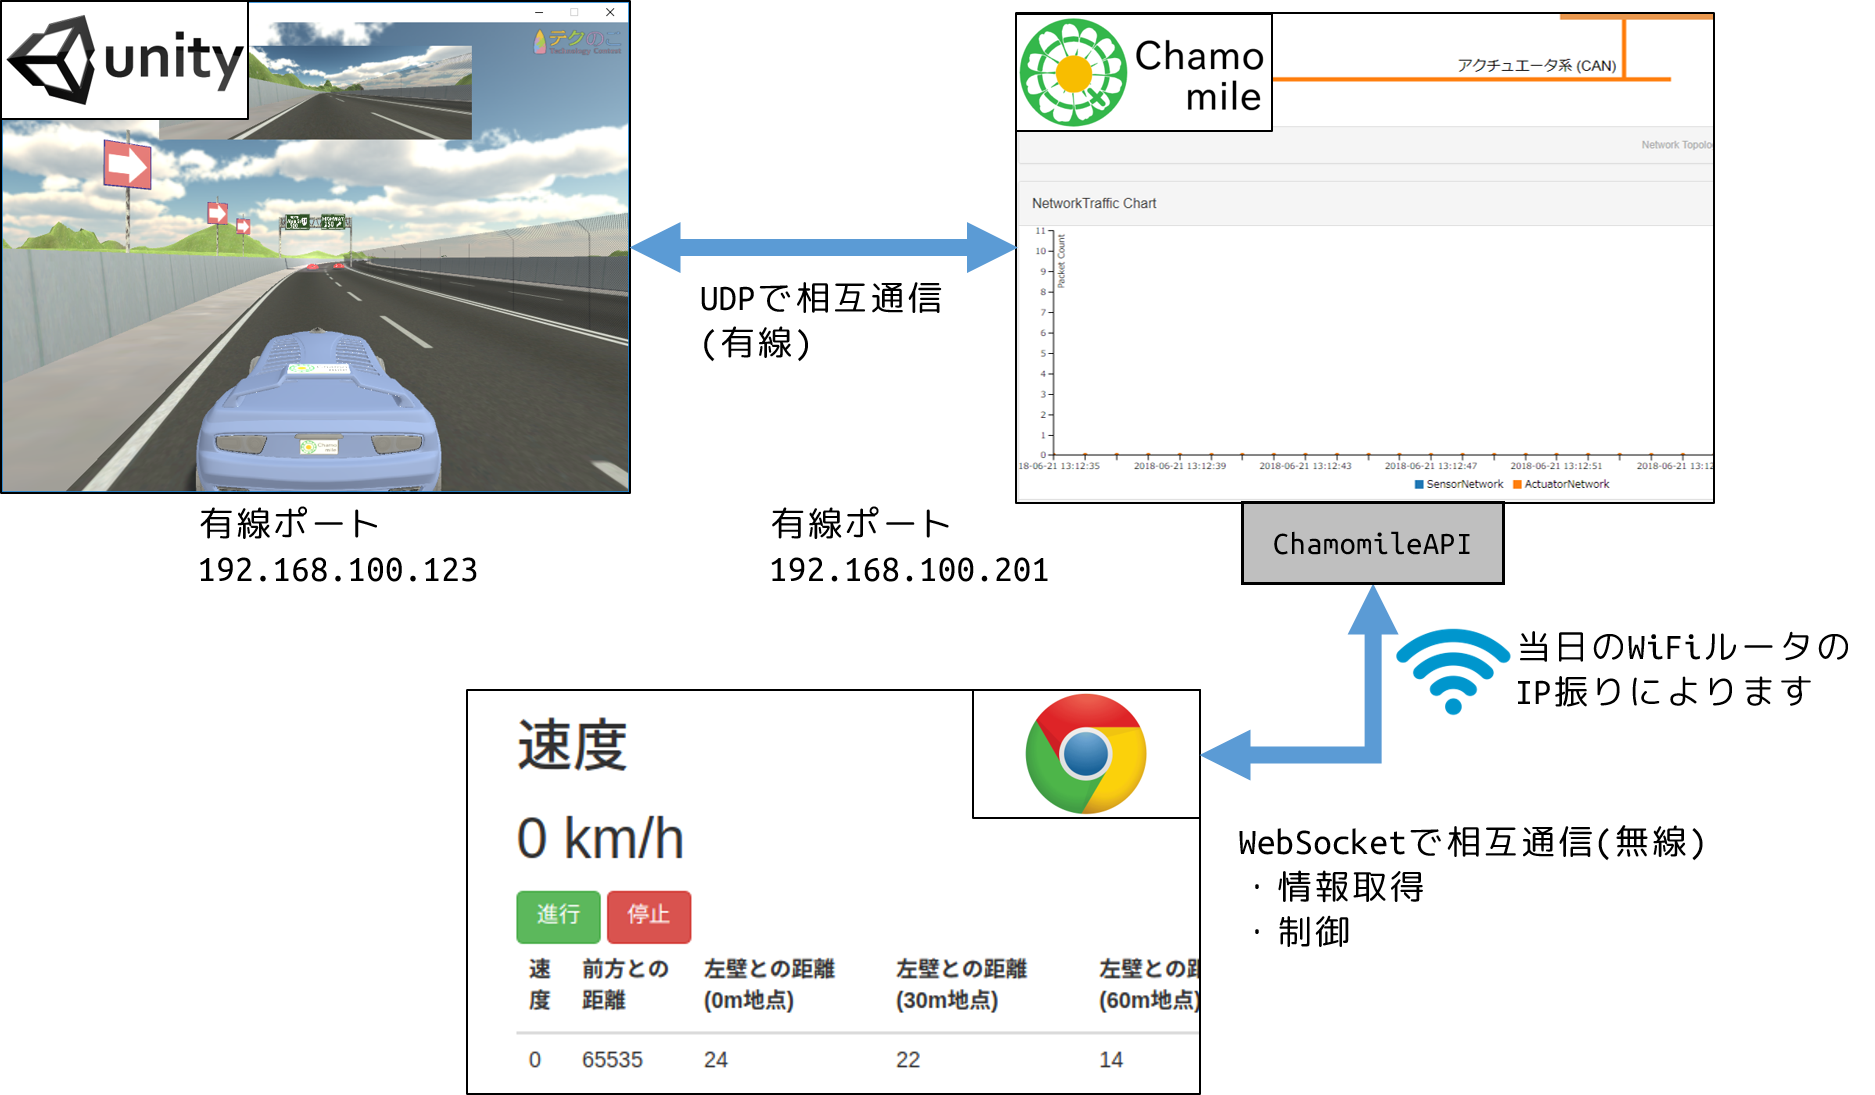 unity
テクのこ
Technology Contest
Chamo
mile
アクチュエータ系 (CAN)
Network Topolo
NetworkTraffic Chart
Packet Count
11
10
9
8
7
6
5
4
3
2
1
0
18-06-21 13:12:35
2018-06-21 13:12:39
2018-06-21 13:12:43
2018-06-21 13:12:47
2018-06-21 13:12:51
2018-06-21 13:12
SensorNetwork
ActuatorNetwork
UDPで相互通信
(有線)
有線ポート
192.168.100.123
有線ポート
192.168.100.201
ChamomileAPI
当日のWiFiルータの
IP振りによります
速度
0 km/h
進行 停止
速度 前方との距離 左壁との距離(0m地点) 左壁との距離(30m地点) 左壁との距離(60m地点)
0 65535 24 22 14
WebSocketで相互通信(無線)
・情報取得
・制御